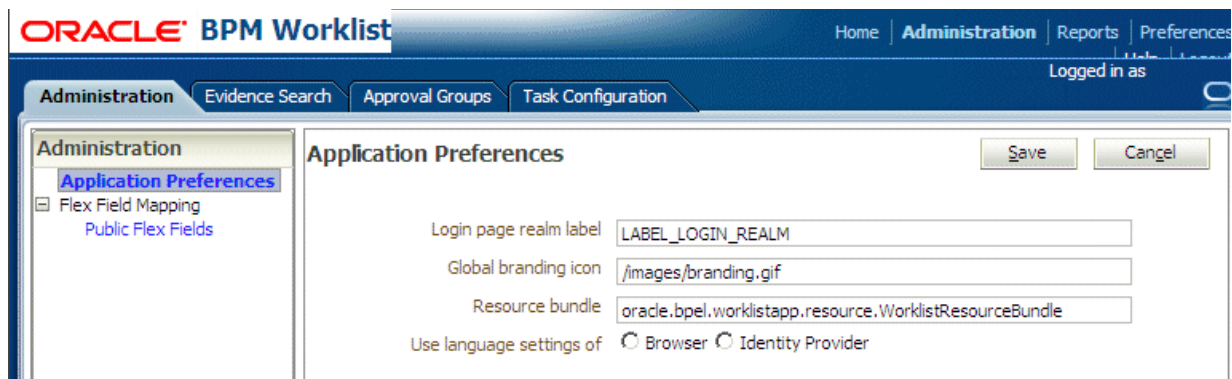 ORACLE BPM Worklist
Home Administration Reports Preferences
Logged in as
Administration Evidence Search Approval Groups Task Configuration
Administration
Application Preferences
Flex Field Mapping
Public Flex Fields
Application Preferences
Save Cancel
Login page realm label LABEL_LOGIN_REALM
Global branding icon /images/branding.gif
Resource bundle oracle.bpel.worklistapp.resource.WorklistResourceBundle
Use language settings of Browser Identity Provider